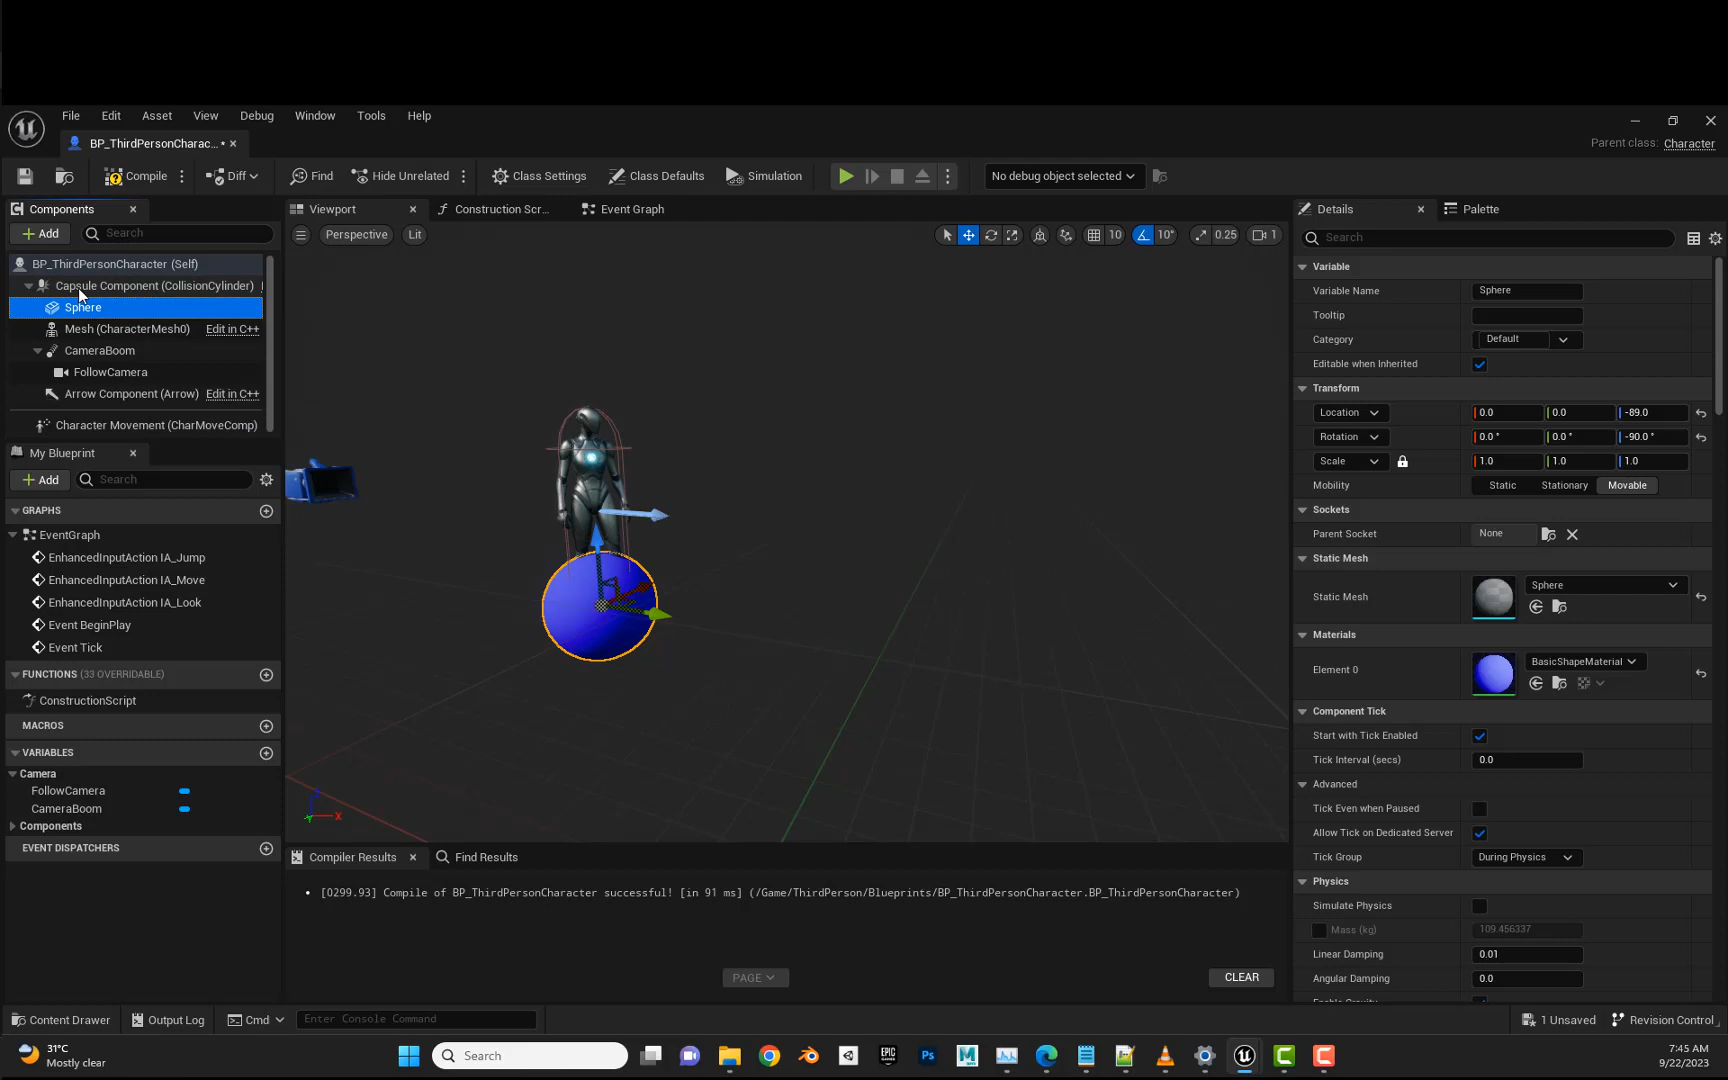 File Edit Asset View Debug Window Tools Help
BP_ThirdPersonCharac... •
Parent class: Character
Compile Diff Find Hide Unrelated Class Settings Class Defaults Simulation No debug object selected
Components
Viewport Construction Scr... Event Graph
Details Palette
Add Search
Perspective Lit 10 10° 0.25 1
Search
BP_ThirdPersonCharacter (Self)
Capsule Component (CollisionCylinder)
Sphere
Mesh (CharacterMesh0) Edit in C++
CameraBoom
FollowCamera
Arrow Component (Arrow) Edit in C++
Character Movement (CharMoveComp)
My Blueprint
Add Search
GRAPHS
EventGraph
EnhancedInputAction IA_Jump
EnhancedInputAction IA_Move
EnhancedInputAction IA_Look
Event BeginPlay
Event Tick
FUNCTIONS (33 OVERRIDABLE)
ConstructionScript
MACROS
VARIABLES
Camera
FollowCamera
CameraBoom
Components
EVENT DISPATCHERS
X
Compiler Results Find Results
• [0299.93] Compile of BP_ThirdPersonCharacter successful! [in 91 ms] (/Game/ThirdPerson/Blueprints/BP_ThirdPersonCharacter.BP_ThirdPersonCharacter)
PAGE CLEAR
Variable
Variable Name Sphere
Tooltip
Category Default
Editable when Inherited
Transform
Location 0.0 0.0 -89.0
Rotation 0.0 ° 0.0 ° -90.0 °
Scale 1.0 1.0 1.0
Mobility Static Stationary Movable
Sockets
Parent Socket None
Static Mesh
Static Mesh Sphere
Materials
Element 0 BasicShapeMaterial
Component Tick
Start with Tick Enabled
Tick Interval (secs) 0.0
Advanced
Tick Even when Paused
Allow Tick on Dedicated Server
Tick Group During Physics
Physics
Simulate Physics
Mass (kg) 109.456337
Linear Damping 0.01
Angular Damping 0.0
Content Drawer Output Log Cmd Enter Console Command 1 Unsaved Revision Control
31°C
Mostly clear
Search
7:45 AM
9/22/2023